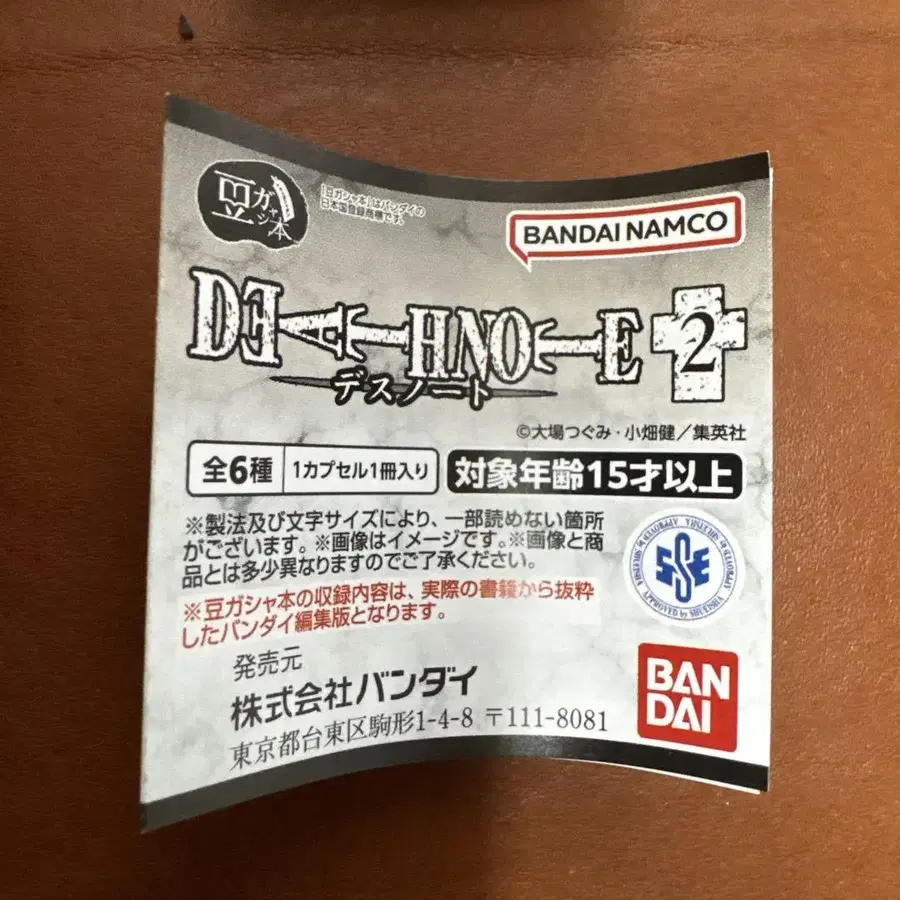 豆ガシャ本
「豆ガシャ本」はバンダイの
日本国登録商標です。
BANDAI NAMCO
DEATHNOTE 2
デスノート
©大場つぐみ・小畑健／集英社
全6種 1カプセル1冊入り 対象年齢15才以上
※製法及び文字サイズにより、一部読めない箇所
がございます。※画像はイメージです。※画像と商
品とは多少異なりますのでご了承ください。
※豆ガシャ本の収録内容は、実際の書籍から抜粋
したバンダイ編集版となります。
APPROVED by SHUEISHA
発売元
株式会社バンダイ
東京都台東区駒形1-4-8 〒111-8081
BAN
DAI